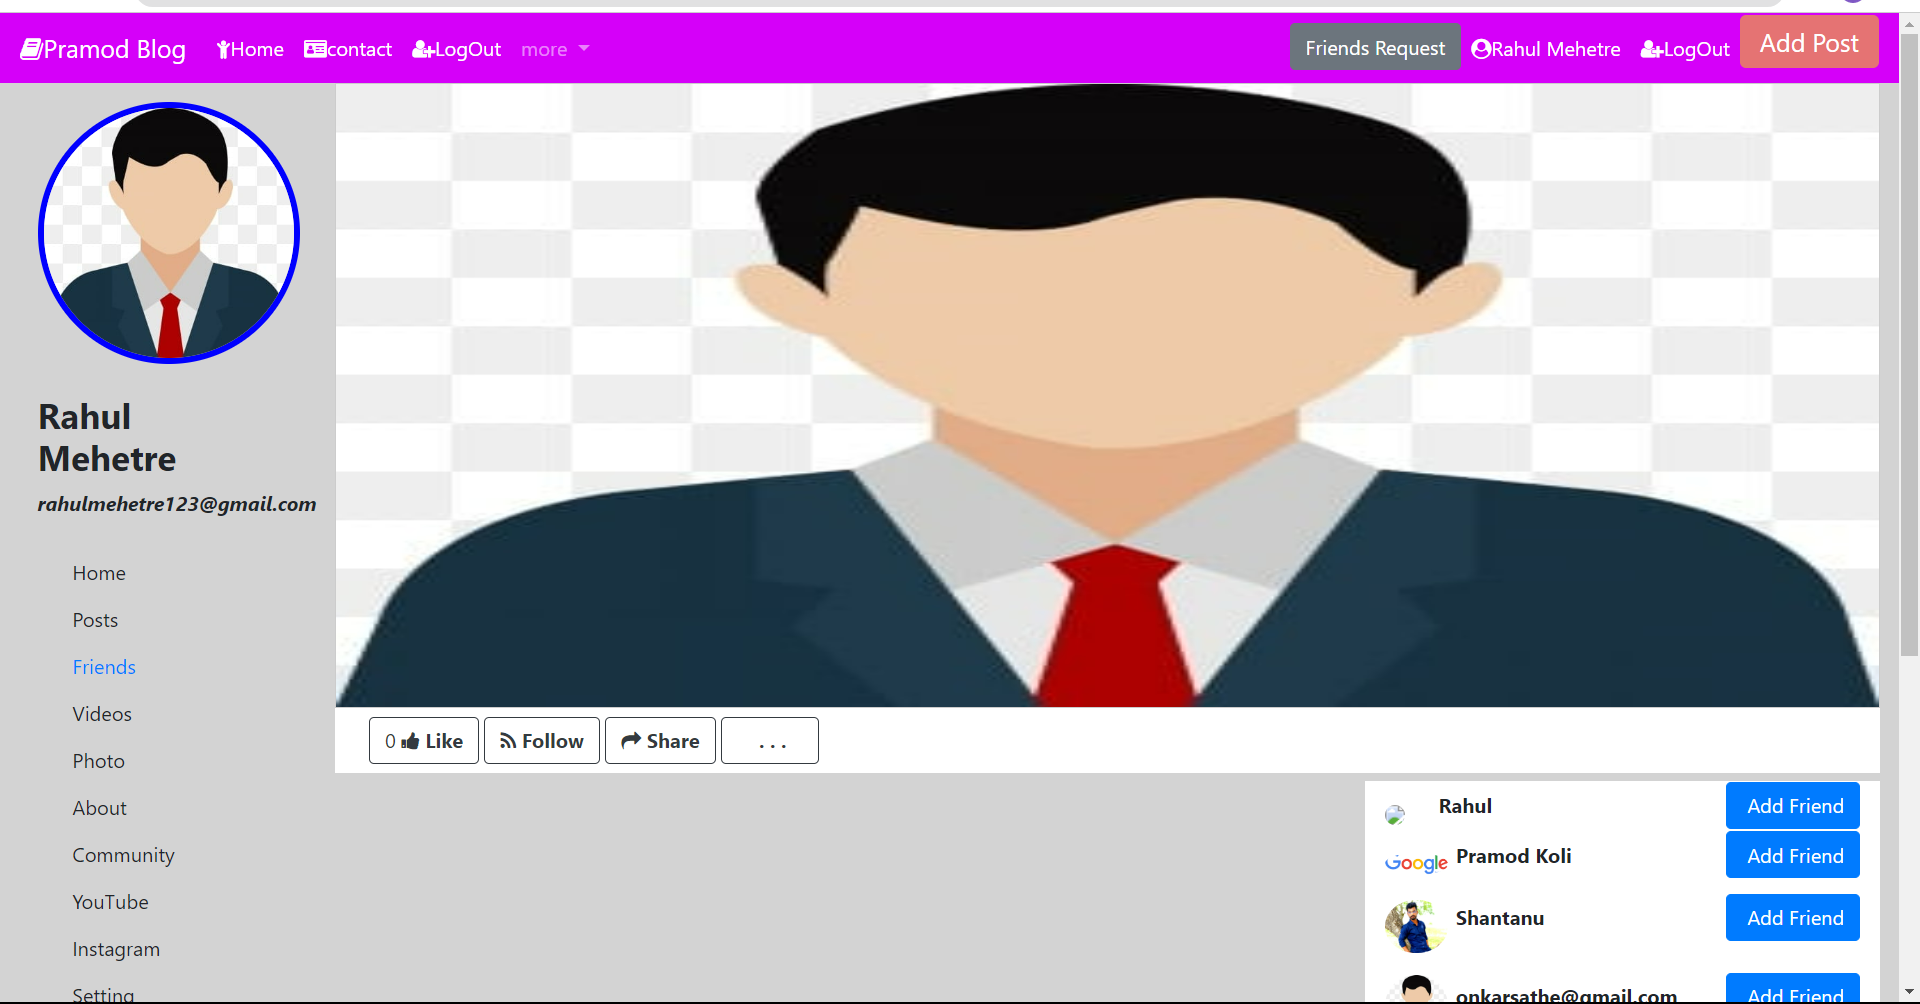 Pramod Blog Home contact LogOut more Friends Request Rahul Mehetre LogOut Add Post
Rahul
Mehetre
rahulmehetre123@gmail.com
Home
Posts
Friends
Videos
Photo
About
Community
YouTube
Instagram
Setting
0 Like Follow Share . . .
Rahul Add Friend
Google Pramod Koli Add Friend
Shantanu Add Friend
onkarsathe@gmail.com Add Friend